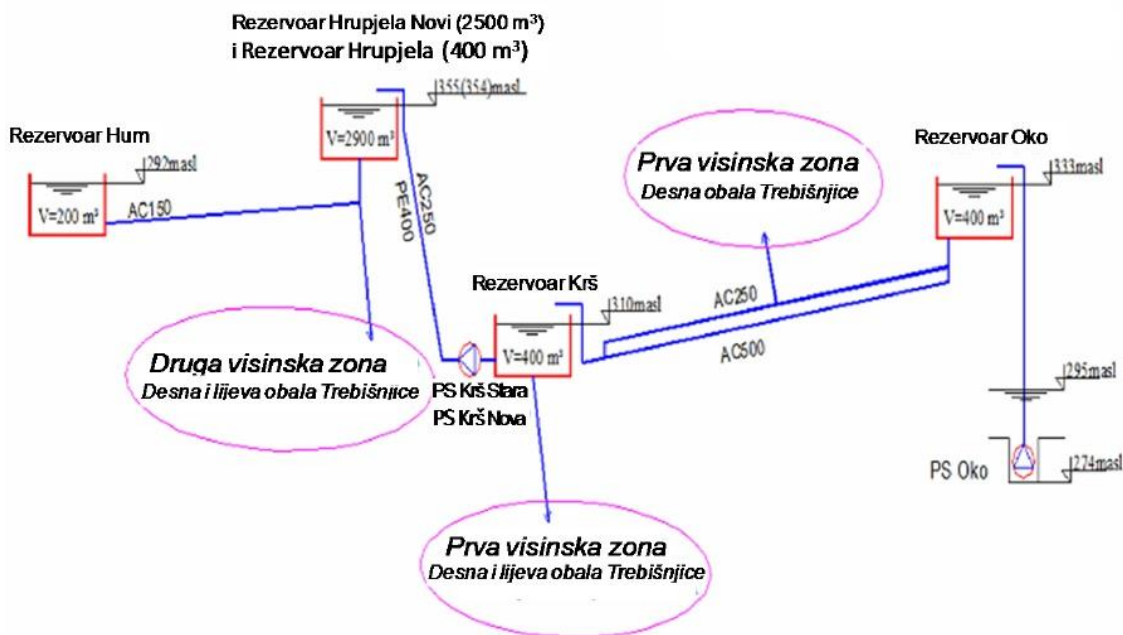 Rezervoar Hrupjela Novi (2500 m³)
i Rezervoar Hrupjela (400 m³)
355(354)masl
V=2900 m³
Rezervoar Hum
292masl
V=200 m³
AC150
AC250
PE400
Prva visinska zona
Desna obala Trebišnjice
Rezervoar Oko
333masl
V=400 m³
Rezervoar Krš
310masl
V=400 m³
AC250
AC500
Druga visinska zona
Desna i lijeva obala Trebišnjice
PS Krš Stara
PS Krš Nova
295masl
PS Oko
274masl
Prva visinska zona
Desna i lijeva obala Trebišnjice